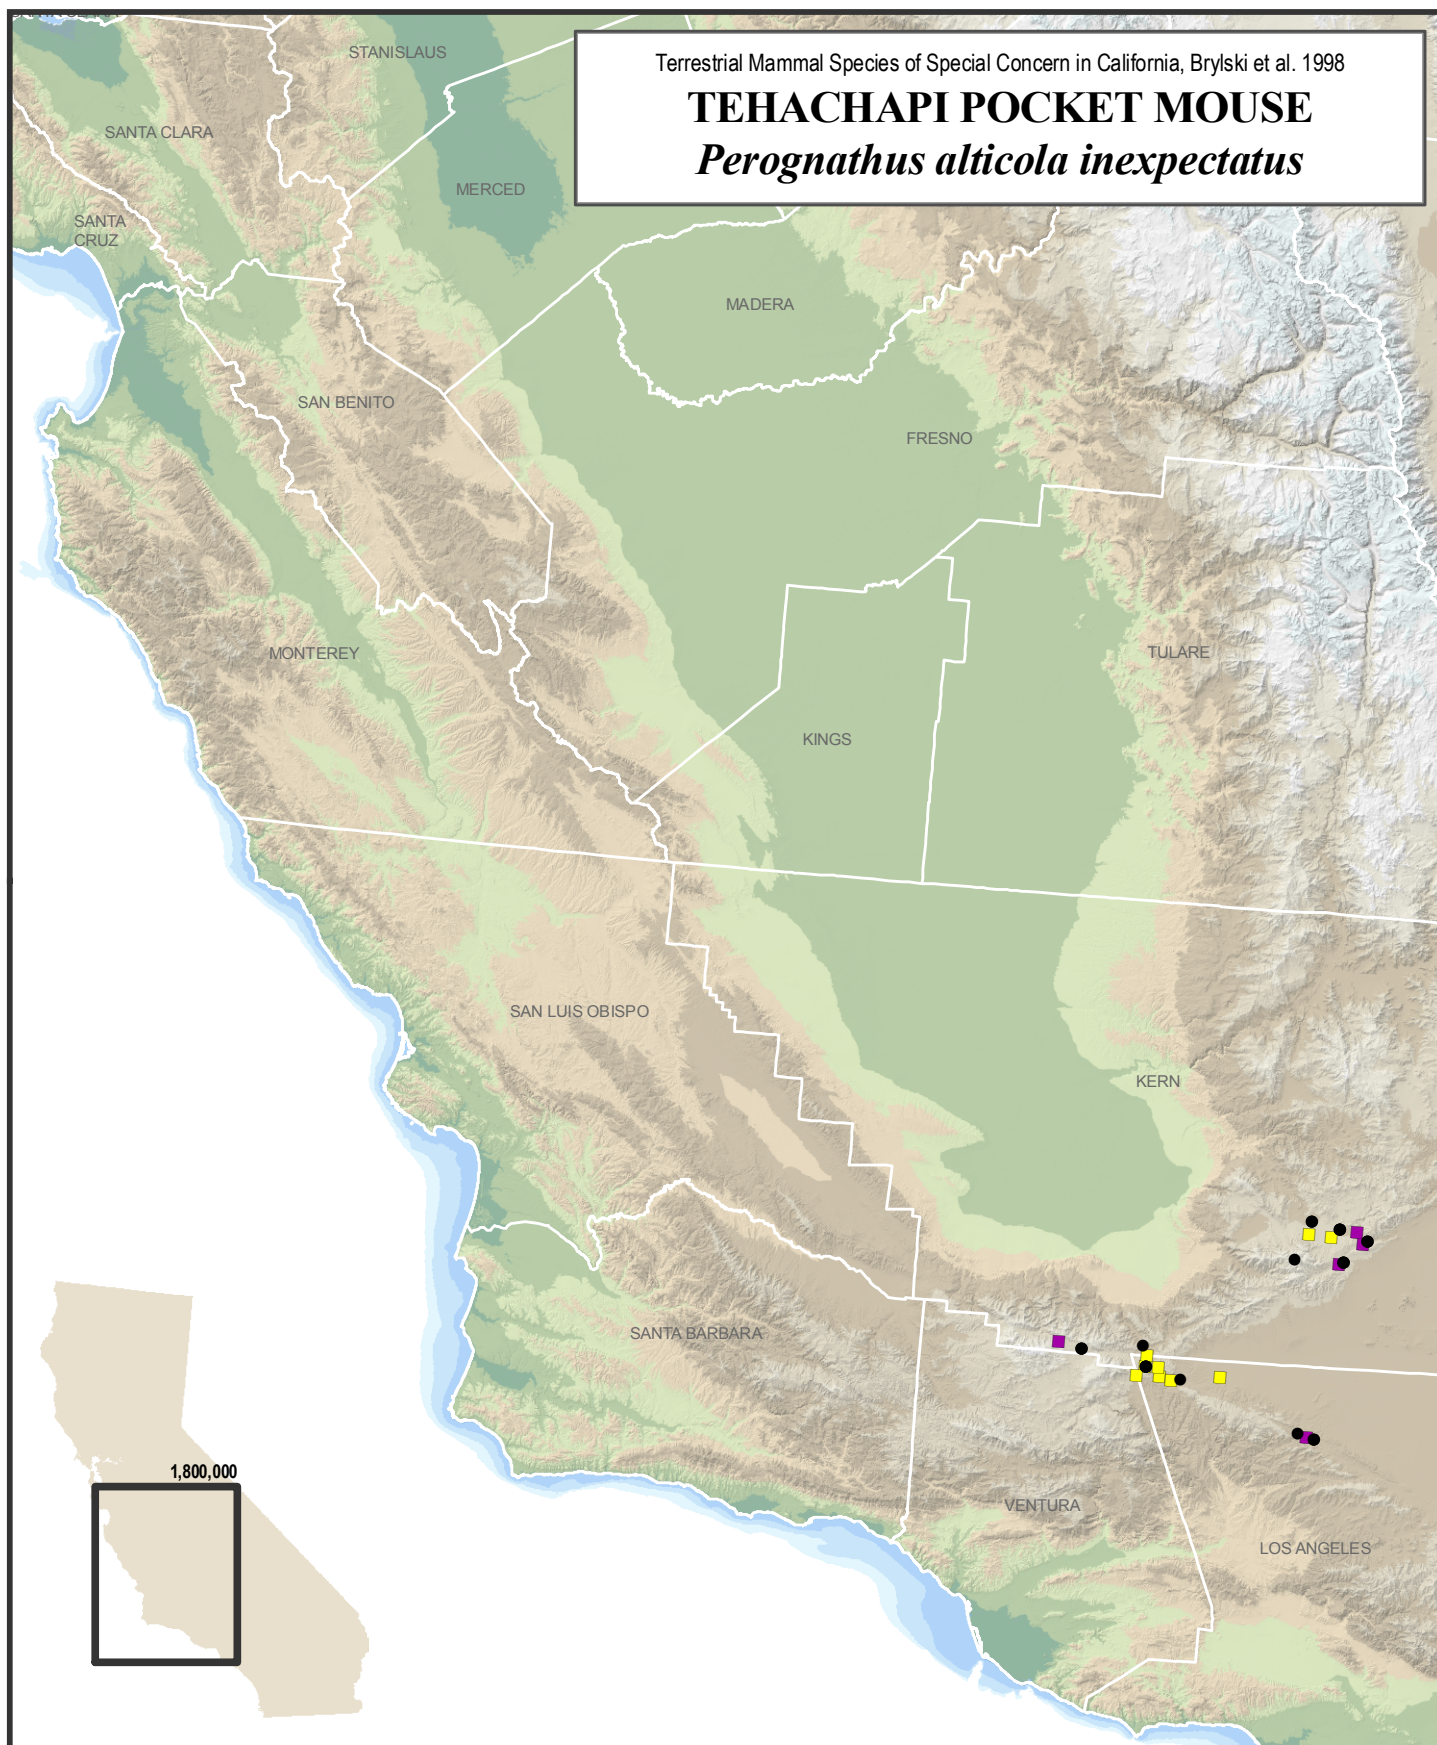 Terrestrial Mammal Species of Special Concern in California, Brylski et al. 1998
TEHACHAPI POCKET MOUSE
Perognathus alticola inexpectatus
STANISLAUS
SANTA CLARA
MERCED
SANTA
CRUZ
MADERA
SAN BENITO
FRESNO
MONTEREY
TULARE
KINGS
SAN LUIS OBISPO
KERN
SANTA BARBARA
1,800,000
VENTURA
LOS ANGELES